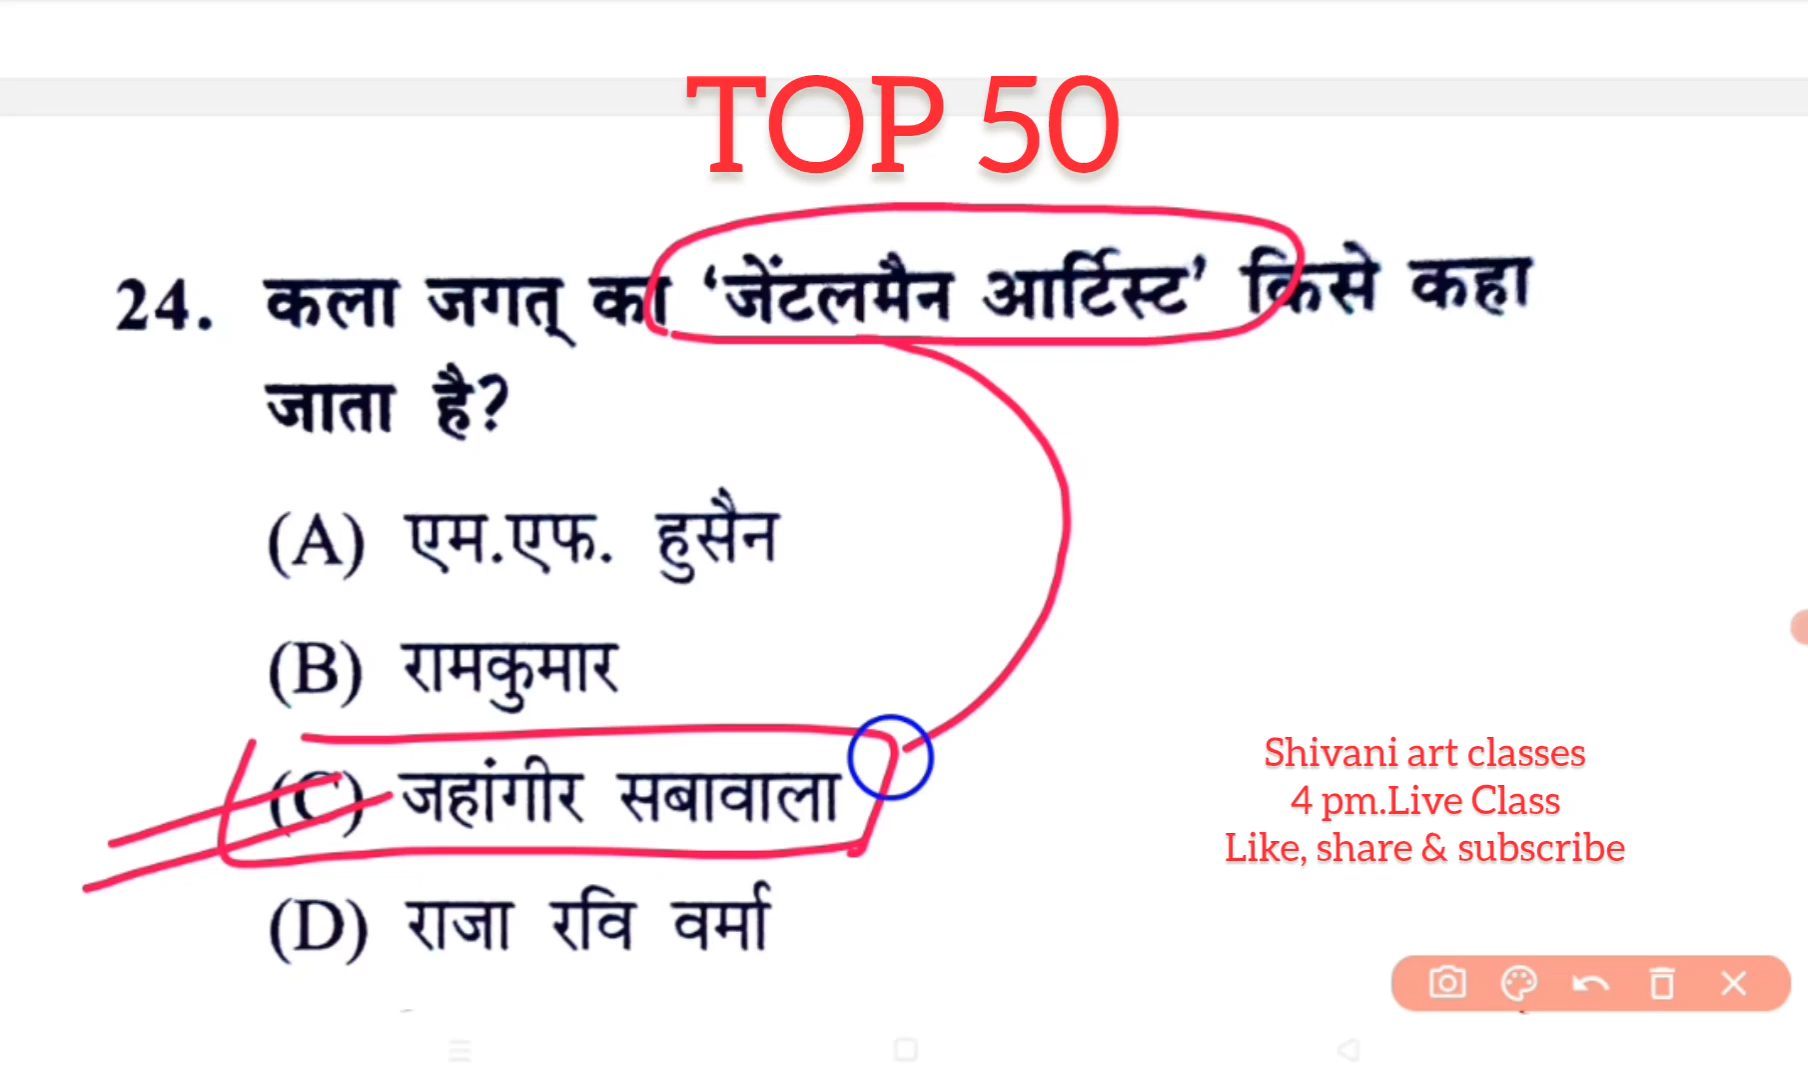 TOP 50
24. कला जगत् का ‘जेंटलमैन आर्टिस्ट’ किसे कहा
जाता है?
(A) एम.एफ. हुसैन
(B) रामकुमार
(C) जहांगीर सबावाला
(D) राजा रवि वर्मा
Shivani art classes
4 pm.Live Class
Like, share & subscribe